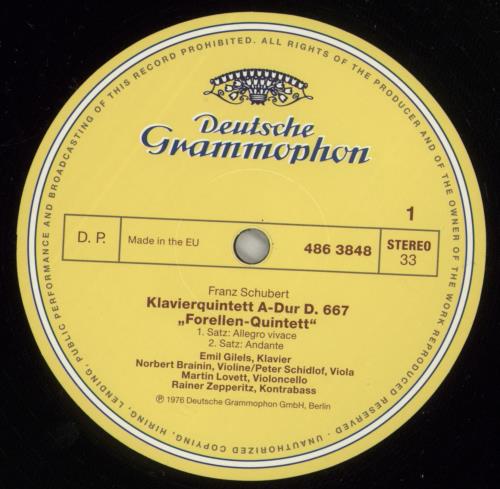 UNAUTHORIZED COPYING, HIRING, LENDING, PUBLIC PERFORMANCE AND BROADCASTING OF THIS RECORD PROHIBITED. ALL RIGHTS OF THE PRODUCER AND OF THE OWNER OF THE WORK REPRODUCED RESERVED -
Deutsche
Grammophon
1
D. P. Made in the EU 486 3848 STEREO
33
Franz Schubert
Klavierquintett A-Dur D. 667
„Forellen-Quintett“
1. Satz: Allegro vivace
2. Satz: Andante
Emil Gilels, Klavier
Norbert Brainin, Violine/Peter Schidlof, Viola
Martin Lovett, Violoncello
Rainer Zepperitz, Kontrabass
℗ 1976 Deutsche Grammophon GmbH, Berlin